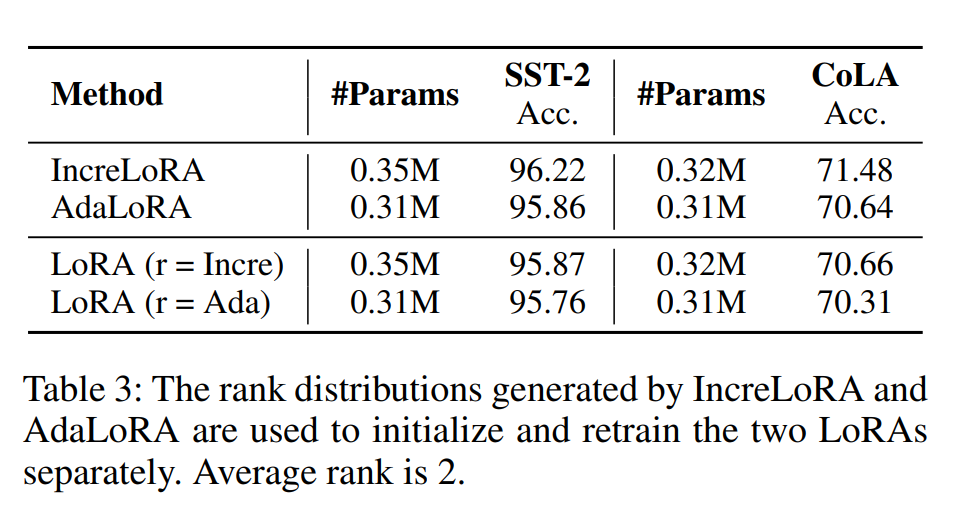 Method #Params SST-2 Acc. #Params CoLA Acc.
IncreLoRA 0.35M 96.22 0.32M 71.48
AdaLoRA 0.31M 95.86 0.31M 70.64
LoRA (r = Incre) 0.35M 95.87 0.32M 70.66
LoRA (r = Ada) 0.31M 95.76 0.31M 70.31
Table 3: The rank distributions generated by IncreLoRA and
AdaLoRA are used to initialize and retrain the two LoRAs
separately. Average rank is 2.